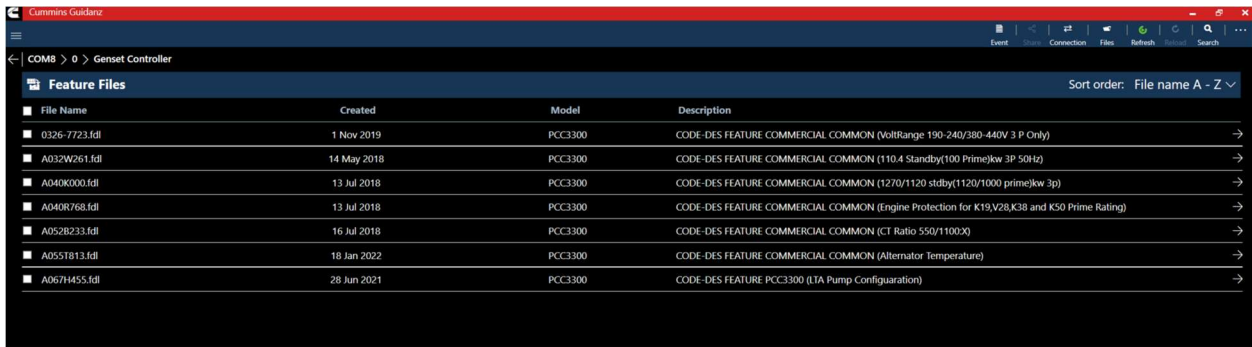 Cummins Guidanz
Event Share Connection Files Refresh Reload Search
COM8 > 0 > Genset Controller
Feature Files Sort order: File name A - Z
File Name Created Model Description
0326-7723.fdl 1 Nov 2019 PCC3300 CODE-DES FEATURE COMMERCIAL COMMON (VoltRange 190-240/380-440V 3 P Only)
A032W261.fdl 14 May 2018 PCC3300 CODE-DES FEATURE COMMERCIAL COMMON (110.4 Standby(100 Prime)kw 3P 50Hz)
A040K000.fdl 13 Jul 2018 PCC3300 CODE-DES FEATURE COMMERCIAL COMMON (1270/1120 stdby(1120/1000 prime)kw 3p)
A040R768.fdl 13 Jul 2018 PCC3300 CODE-DES FEATURE COMMERCIAL COMMON (Engine Protection for K19,V28,K38 and K50 Prime Rating)
A052B233.fdl 16 Jul 2018 PCC3300 CODE-DES FEATURE COMMERCIAL COMMON (CT Ratio 550/1100:X)
A055T813.fdl 18 Jan 2022 PCC3300 CODE-DES FEATURE COMMERCIAL COMMON (Alternator Temperature)
A067H455.fdl 28 Jun 2021 PCC3300 CODE-DES FEATURE PCC3300 (LTA Pump Configuaration)